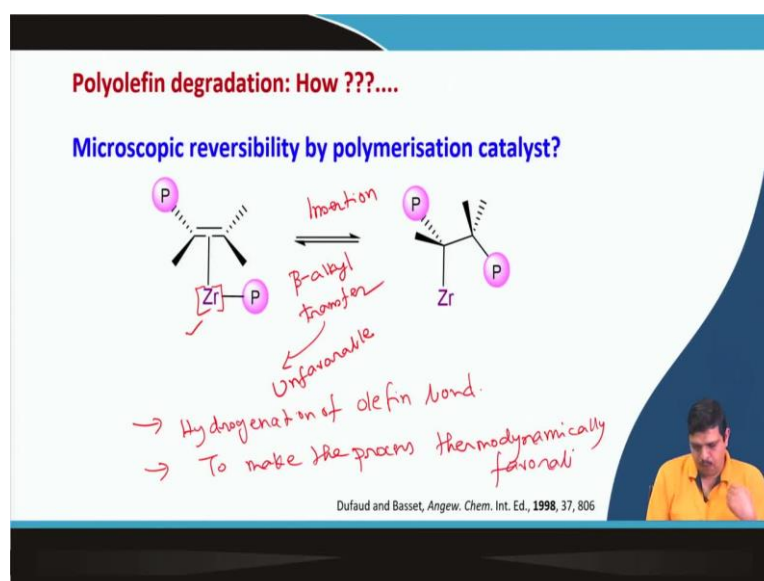 Polyolefin degradation: How ???....
Microscopic reversibility by polymerisation catalyst?
P
Insertion
P
[Zr]
P
β-alkyl
transfer
Zr
P
Unfavorable
→ Hydrogenation of olefin bond.
→ To make the process thermodynamically
favorabl
Dufaud and Basset, Angew. Chem. Int. Ed., 1998, 37, 806